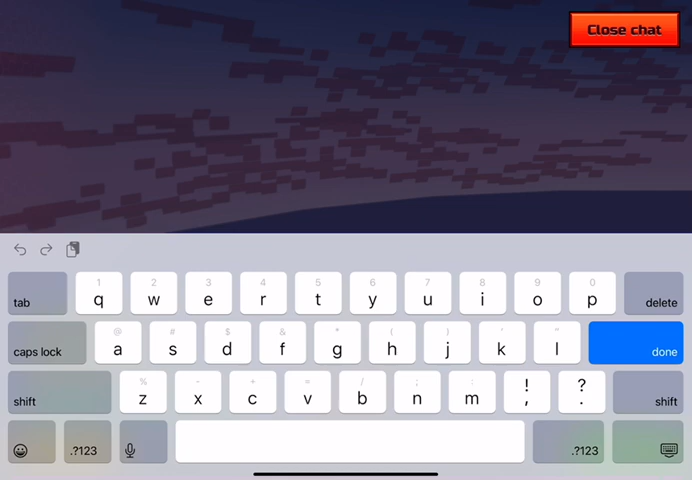 Close chat
1 2 3 4 5 6 7 8 9 0
tab q w e r t y u i o p delete
@ # $ & * ( ) ' "
caps lock a s d f g h j k l done
% - + = / ; : ! ?
shift z x c v b n m , . shift
.?123 .?123